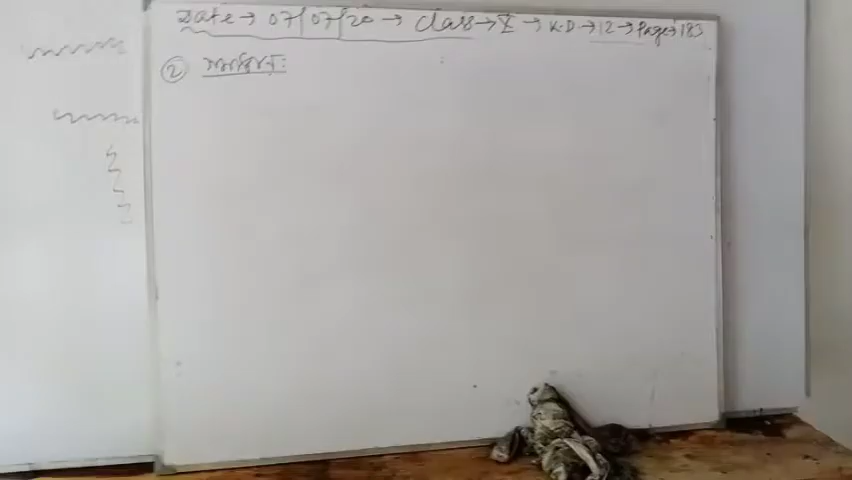 Date → 07/07/20 → Class → X → K.D → 12 → Page → 183
②